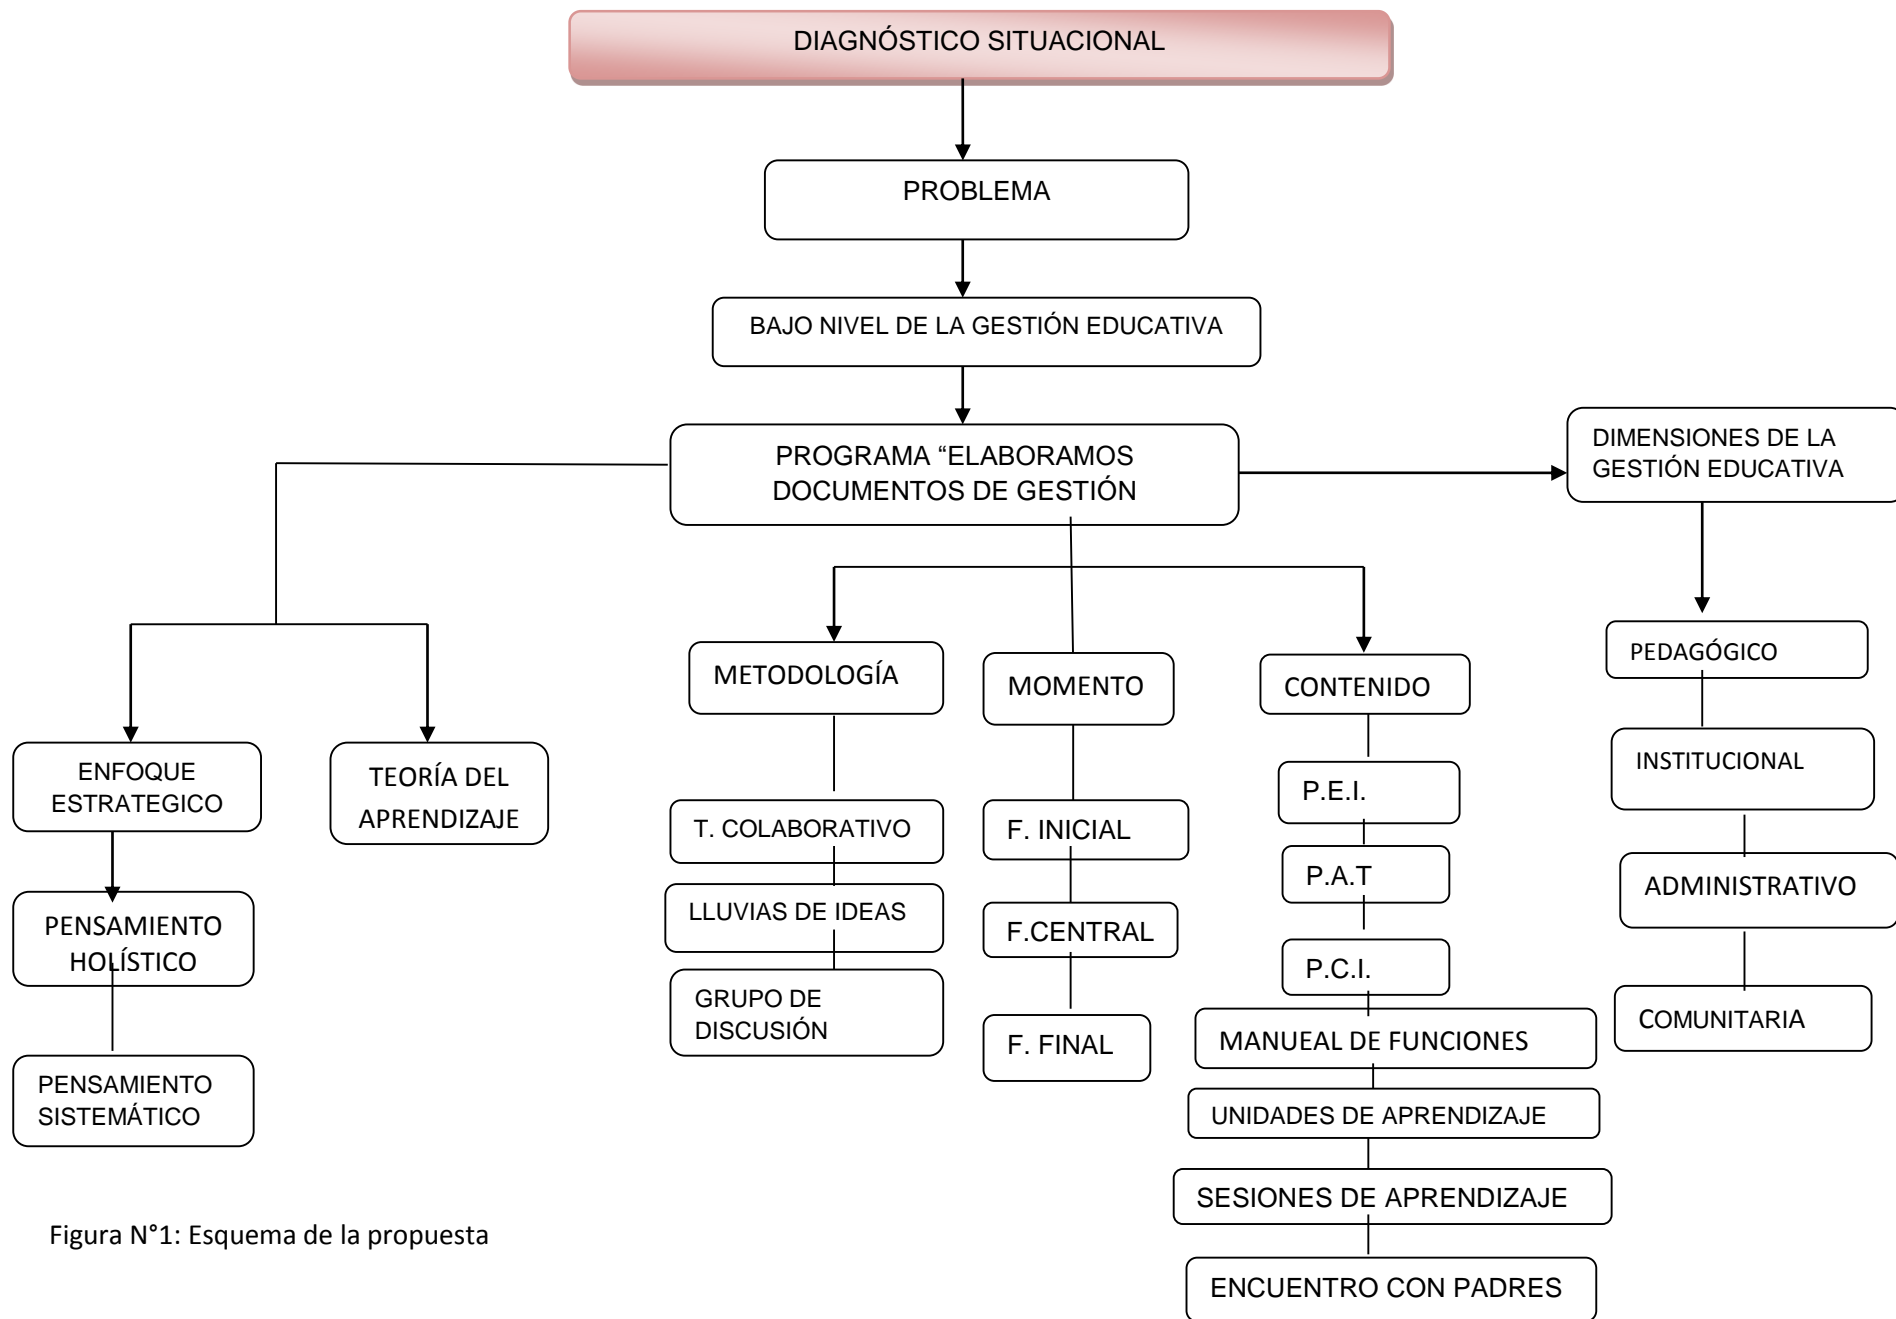 DIAGNÓSTICO SITUACIONAL
PROBLEMA
BAJO NIVEL DE LA GESTIÓN EDUCATIVA
PROGRAMA “ELABORAMOS
DOCUMENTOS DE GESTIÓN
DIMENSIONES DE LA
GESTIÓN EDUCATIVA
ENFOQUE
ESTRATEGICO
PENSAMIENTO
HOLÍSTICO
PENSAMIENTO
SISTEMÁTICO
TEORÍA DEL
APRENDIZAJE
METODOLOGÍA
T. COLABORATIVO
LLUVIAS DE IDEAS
GRUPO DE
DISCUSIÓN
MOMENTO
F. INICIAL
F.CENTRAL
F. FINAL
CONTENIDO
P.E.I.
P.A.T
P.C.I.
MANUEAL DE FUNCIONES
UNIDADES DE APRENDIZAJE
SESIONES DE APRENDIZAJE
ENCUENTRO CON PADRES
PEDAGÓGICO
INSTITUCIONAL
ADMINISTRATIVO
COMUNITARIA
Figura N°1: Esquema de la propuesta